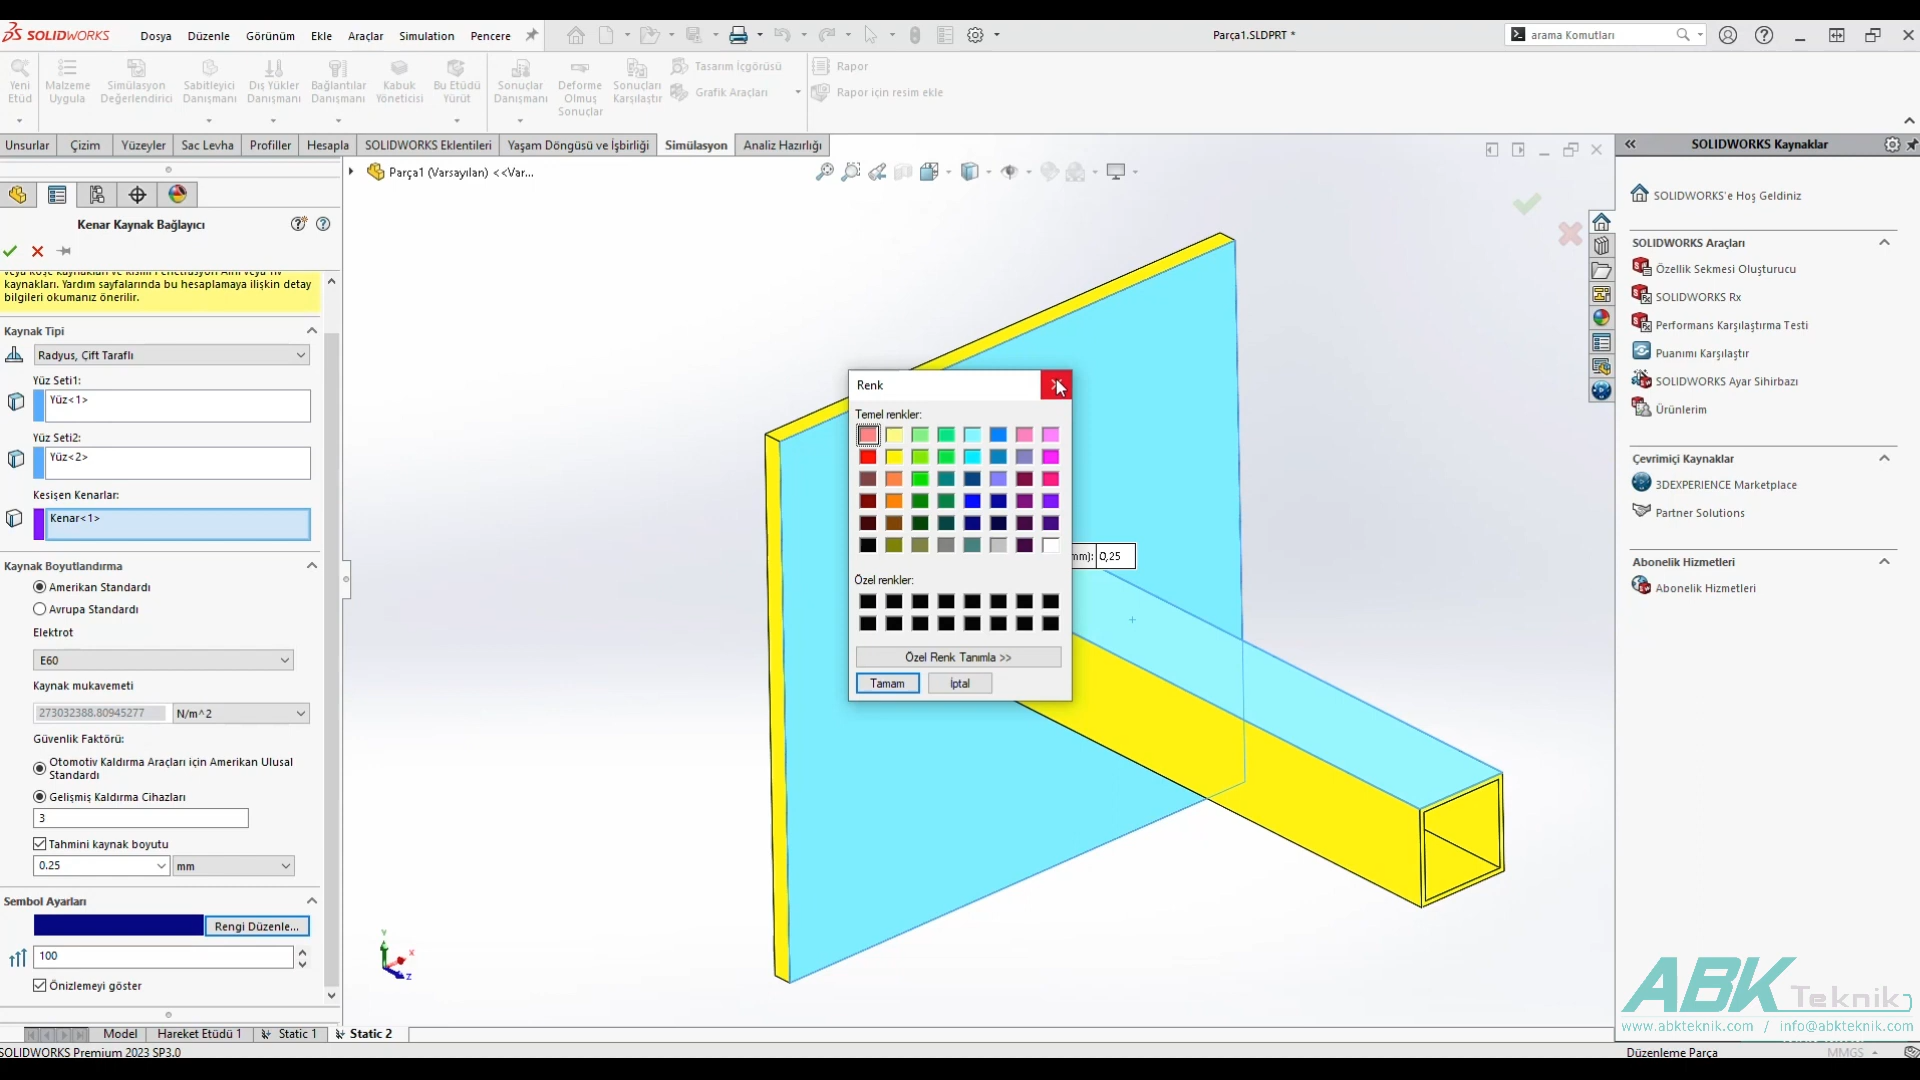 SOLIDWORKS
Dosya
Düzenle
Görünüm
Ekle
Araçlar
Simulation
Pencere
Parça1.SLDPRT *
arama Komutları
Yeni Etüd
Malzeme Uygula
Simülasyon Değerlendirici
Sabitleyici Danışmanı
Dış Yükler Danışmanı
Bağlantılar Danışmanı
Kabuk Yöneticisi
Bu Etüdü Yürüt
Sonuçlar Danışmanı
Deforme Olmuş Sonuçlar
Sonuçları Karşılaştır
Tasarım İçgörüsü
Grafik Araçları
Rapor
Rapor için resim ekle
Unsurlar
Çizim
Yüzeyler
Sac Levha
Profiller
Hesapla
SOLIDWORKS Eklentileri
Yaşam Döngüsü ve İşbirliği
Simülasyon
Analiz Hazırlığı
Parça1 (Varsayılan) <<Var...
Kenar Kaynak Bağlayıcı
veya Köşe kaynakları ve kısmi Penetrasyon Alın veya Yiv
kaynakları. Yardım sayfalarında bu hesaplamaya ilişkin detay
bilgileri okumanız önerilir.
Kaynak Tipi
Radyus, Çift Taraflı
Yüz Seti1:
Yüz<1>
Yüz Seti2:
Yüz<2>
Kesişen Kenarlar:
Kenar<1>
Kaynak Boyutlandırma
Amerikan Standardı
Avrupa Standardı
Elektrot
E60
Kaynak mukavemeti
273032388.80945277
N/m^2
Güvenlik Faktörü:
Otomotiv Kaldırma Araçları için Amerikan Ulusal
Standardı
Gelişmiş Kaldırma Cihazları
3
Tahmini kaynak boyutu
0.25
mm
Sembol Ayarları
Rengi Düzenle...
100
Önizlemeyi göster
Renk
Temel renkler:
Özel renkler:
Özel Renk Tanımla >>
Tamam
İptal
mm):
0,25
Y
X
Z
SOLIDWORKS Kaynaklar
SOLIDWORKS'e Hoş Geldiniz
SOLIDWORKS Araçları
Özellik Sekmesi Oluşturucu
SOLIDWORKS Rx
Performans Karşılaştırma Testi
Puanımı Karşılaştır
SOLIDWORKS Ayar Sihirbazı
Ürünlerim
Çevrimiçi Kaynaklar
3DEXPERIENCE Marketplace
Partner Solutions
Abonelik Hizmetleri
Abonelik Hizmetleri
ABK Teknik
www.abkteknik.com / info@abkteknik.com
Model
Hareket Etüdü 1
Static 1
Static 2
SOLIDWORKS Premium 2023 SP3.0
Düzenleme Parça
MMGS